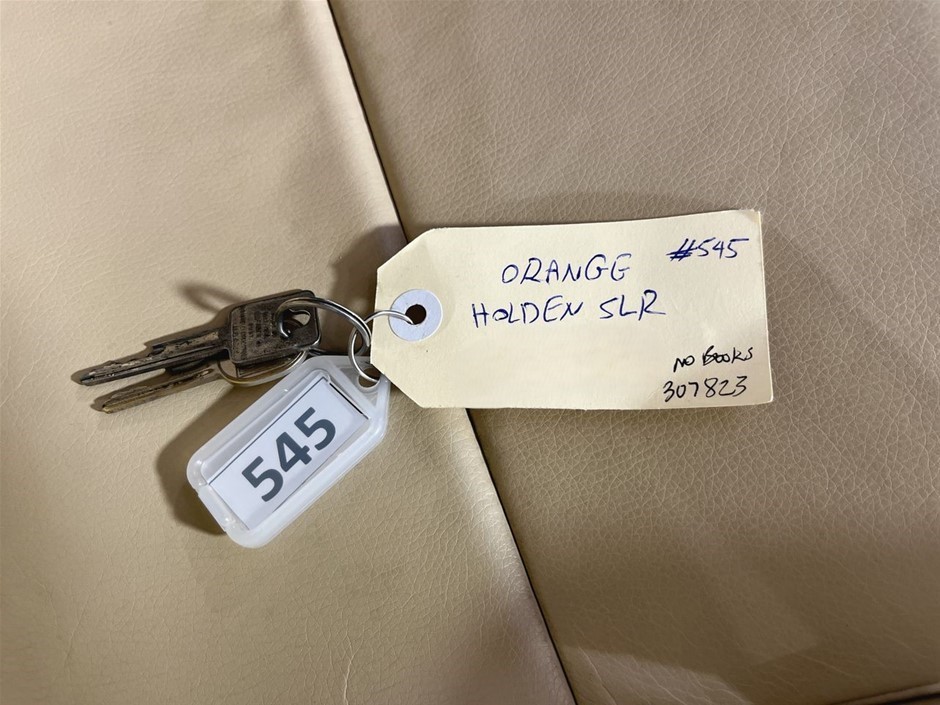 #545
ORANGE
HOLDEN SLR
NO BOOKS
307823
545